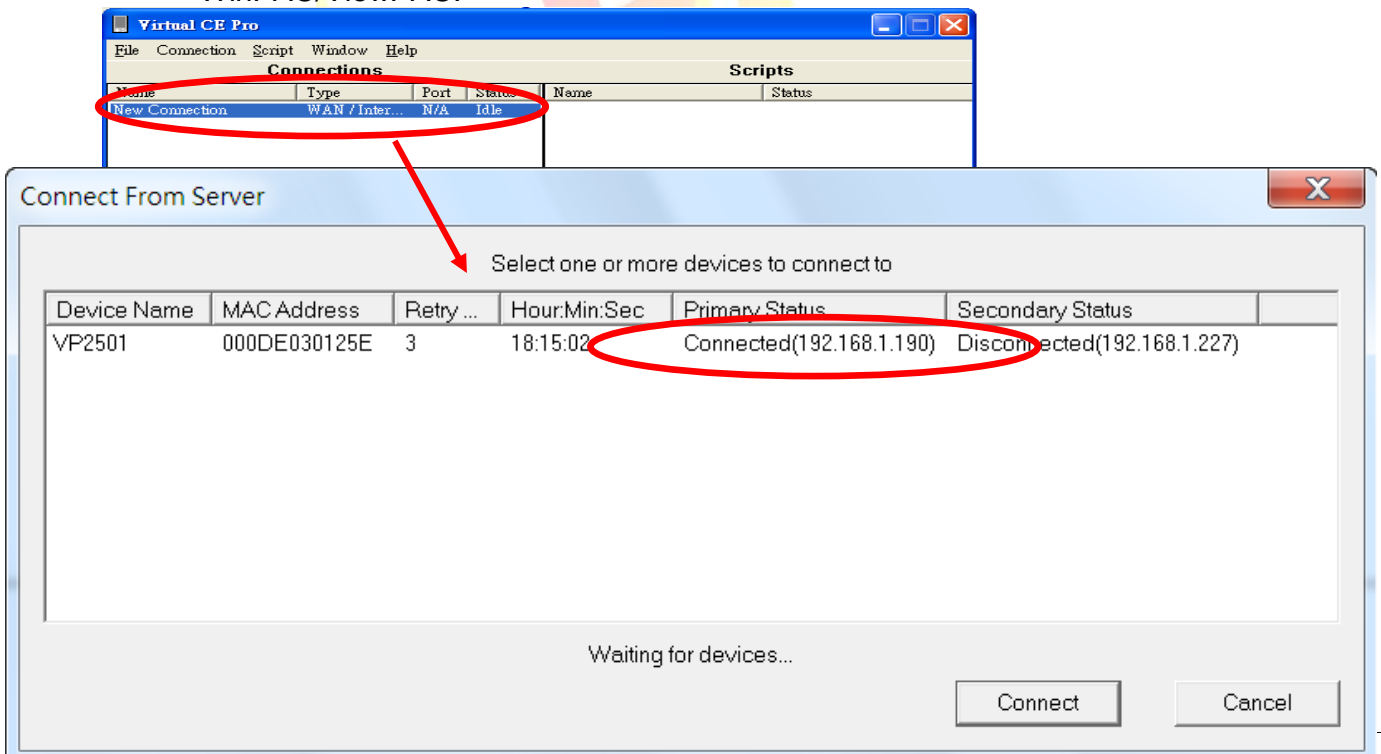 Virtual CE Pro
File Connection Script Window Help
Connections Scripts
Name Type Port Status Name Status
New Connection WAN / Inter... N/A Idle
Connect From Server
Select one or more devices to connect to
Device Name MAC Address Retry ... Hour:Min:Sec Primary Status Secondary Status
VP2501 000DE030125E 3 18:15:02 Connected(192.168.1.190) Disconnected(192.168.1.227)
Waiting for devices...
Connect Cancel